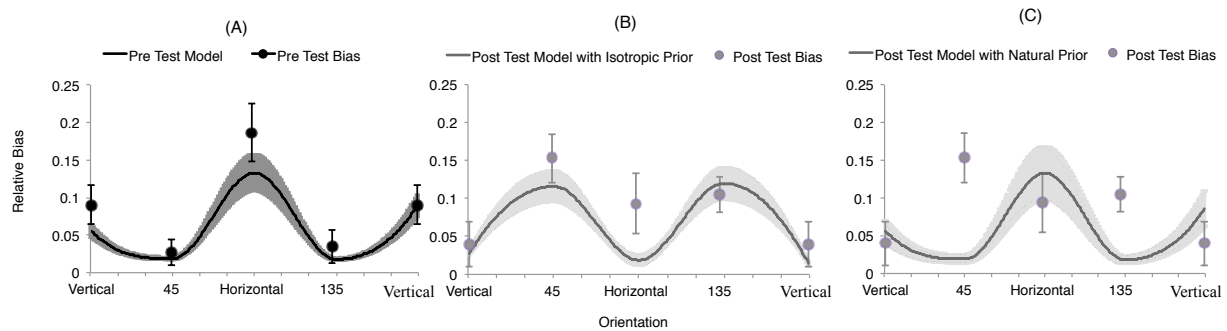 (A)
Pre Test Model Pre Test Bias
0.25
0.2
0.15
0.1
0.05
0
Vertical 45 Horizontal 135 Vertical
Relative Bias
(B)
Post Test Model with Isotropic Prior Post Test Bias
0.25
0.2
0.15
0.1
0.05
0
Vertical 45 Horizontal 135 Vertical
Orientation
(C)
Post Test Model with Natural Prior Post Test Bias
0.25
0.2
0.15
0.1
0.05
0
Vertical 45 Horizontal 135 Vertical